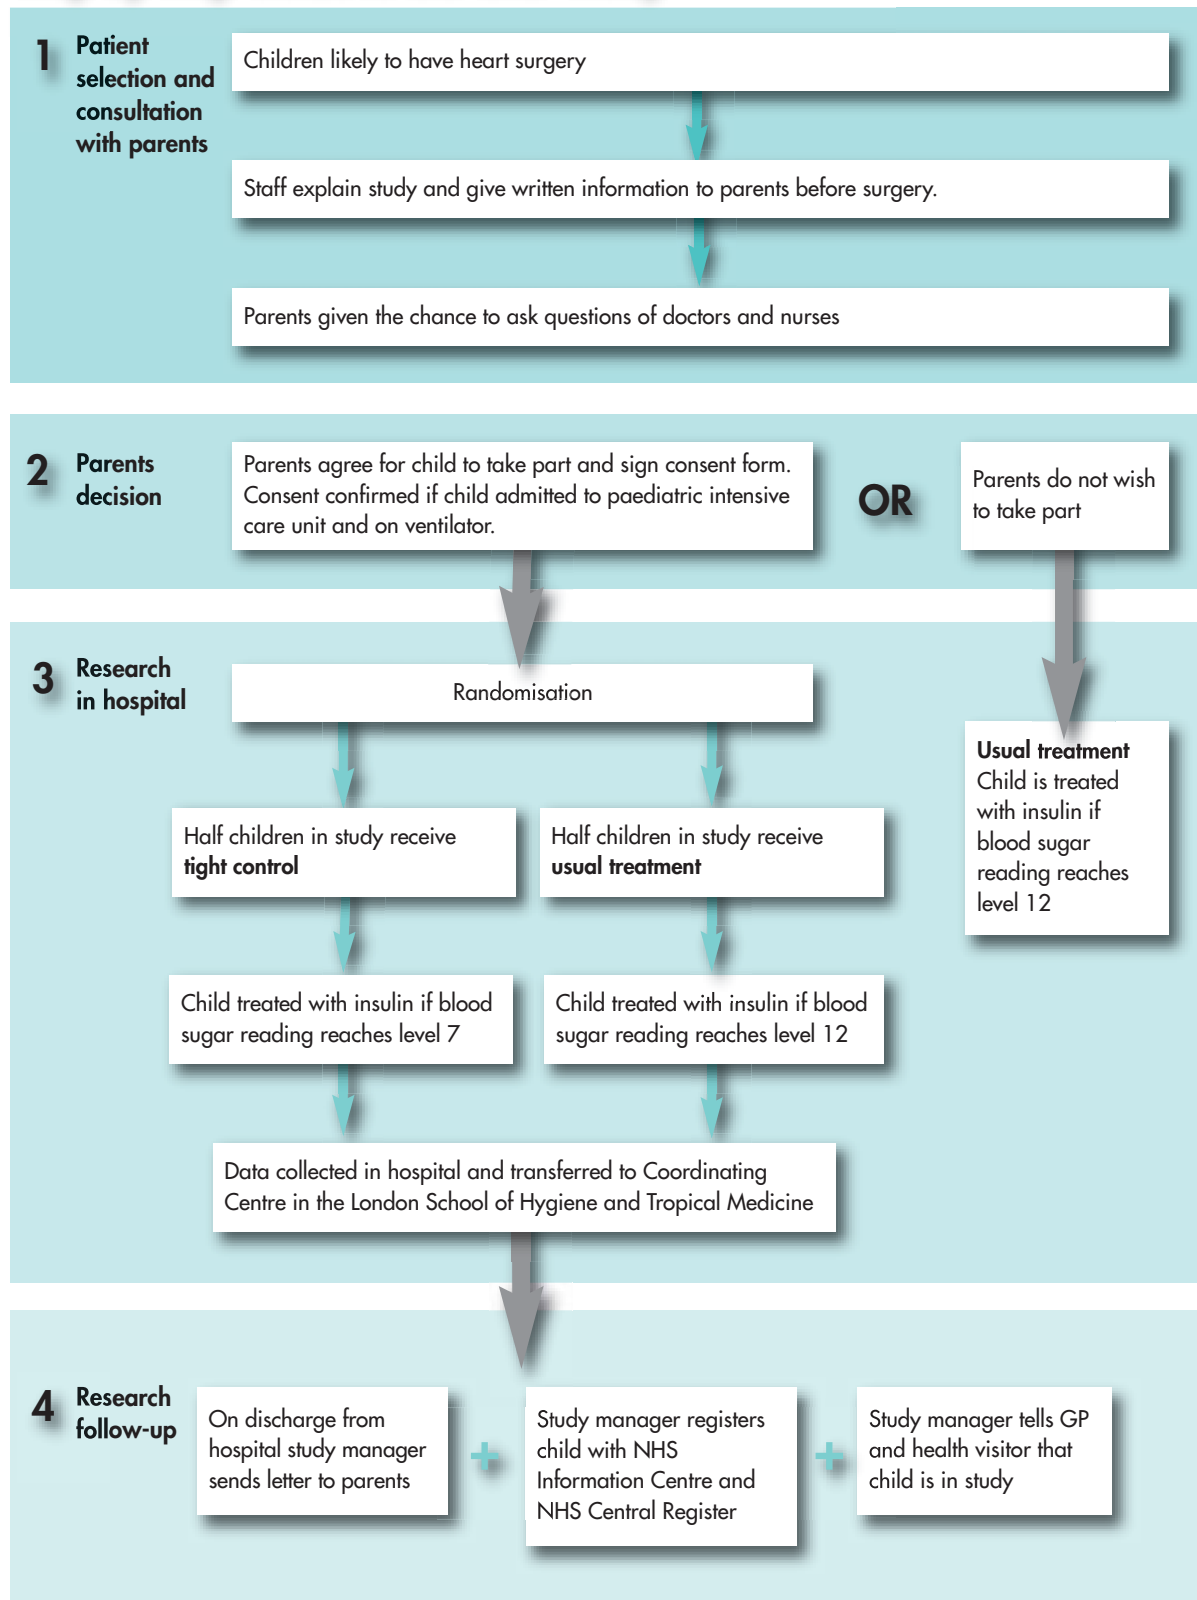 1 Patient
selection and
consultation
with parents
Children likely to have heart surgery
Staff explain study and give written information to parents before surgery.
Parents given the chance to ask questions of doctors and nurses
2 Parents
decision
Parents agree for child to take part and sign consent form.
Consent confirmed if child admitted to paediatric intensive
care unit and on ventilator.
OR
Parents do not wish
to take part
3 Research
in hospital
Randomisation
Half children in study receive
tight control
Half children in study receive
usual treatment
Usual treatment
Child is treated
with insulin if
blood sugar
reading reaches
level 12
Child treated with insulin if blood
sugar reading reaches level 7
Child treated with insulin if blood
sugar reading reaches level 12
Data collected in hospital and transferred to Coordinating
Centre in the London School of Hygiene and Tropical Medicine
4 Research
follow-up
On discharge from
hospital study manager
sends letter to parents
+
Study manager registers
child with NHS
Information Centre and
NHS Central Register
+
Study manager tells GP
and health visitor that
child is in study